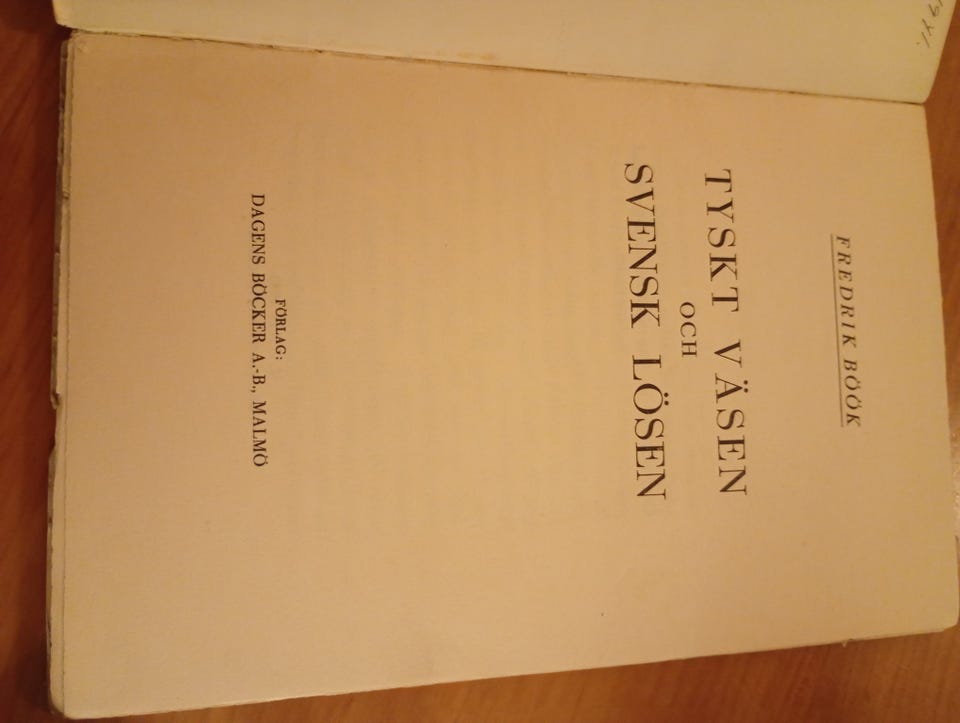 FREDRIK BÖÖK
TYSKT VÄSEN
OCH
SVENSK LÖSEN
FÖRLAG:
DAGENS BÖCKER A.-B., MALMÖ